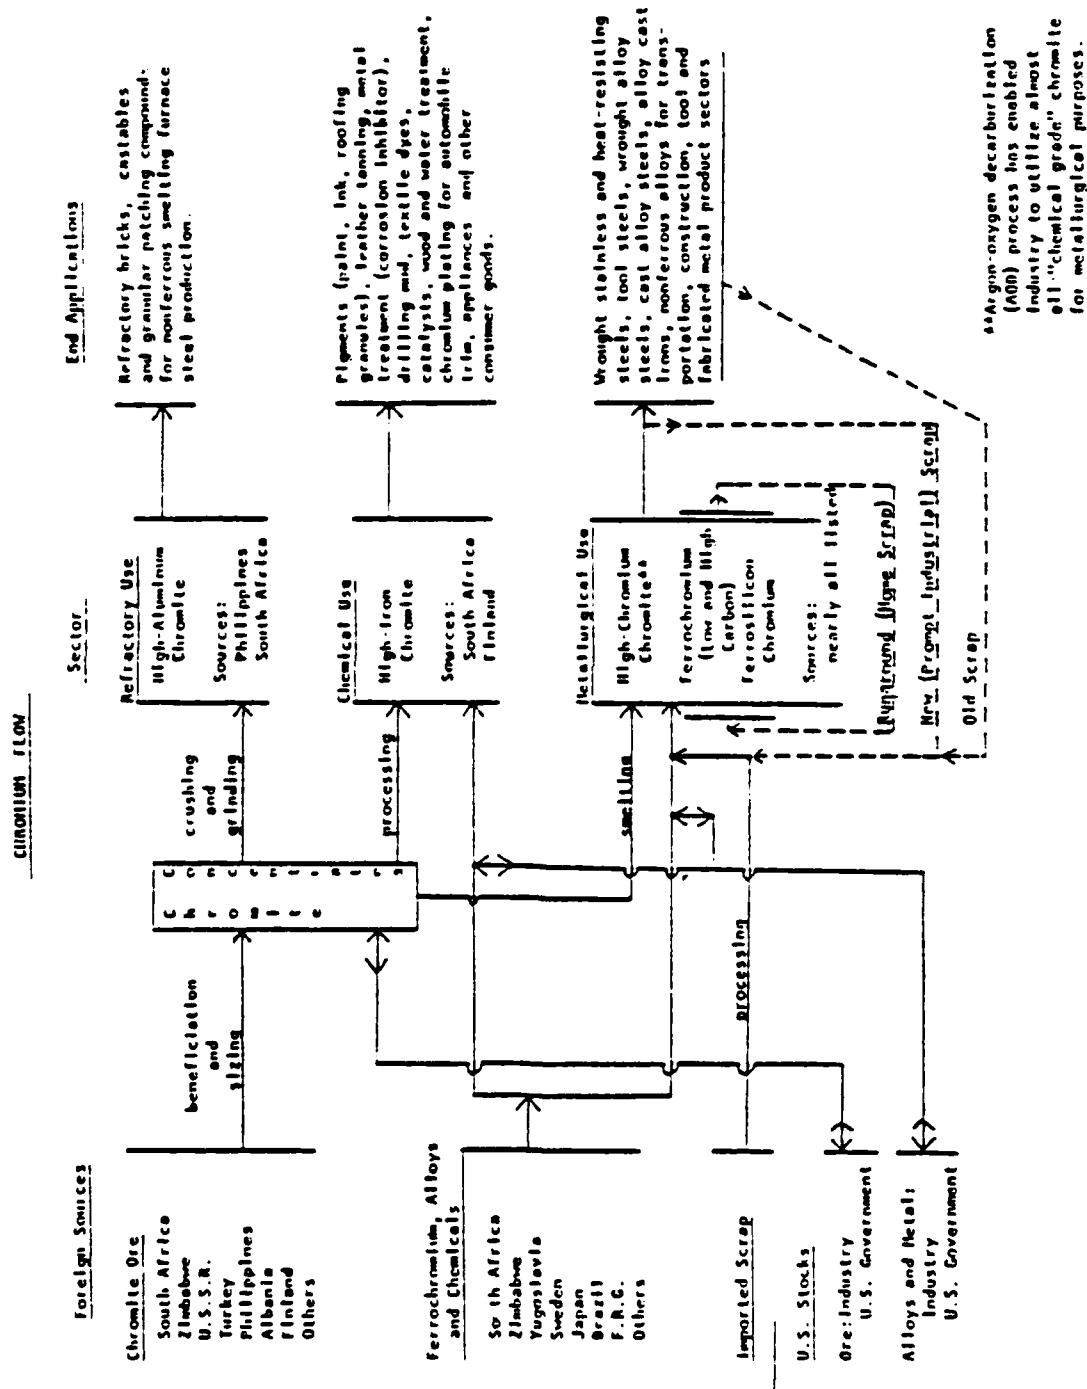 CHROMIUM FLOW
Foreign Sources
Sector
End Applications
Chromite Ore
South Africa
Zimbabwe
U.S.S.R.
Turkey
Philippines
Albania
Finland
Others
beneficiation
and
sizing
Chromite
Concentrates
crushing
and
grinding
Refractory Use
High-Aluminum
Chromite
Sources:
Philippines
South Africa
Refractory bricks, castables
and granular patching compound-
for nonferrous smelting furnace
steel production.
processing
Chemical Use
High-Iron
Chromite
Sources:
South Africa
Finland
Pigments (paint, ink, roofing
granules), leather tanning, metal
treatment (corrosion inhibitor),
drilling mud, textile dyes,
catalysis, wood and water treatment,
chromium plating for automobile
trim, appliances and other
consumer goods.
Ferrochromium, Alloys
and Chemicals
So th Africa
Zimbabwe
Yugoslavia
Sweden
Japan
Brazil
F.R.G.
Others
smelting
Metallurgical Use
High-Chromium
Chromite**
Ferrochromium
(Low and High
Carbon)
Ferrosilicon
Chromium
Sources:
nearly all listed
Wrought stainless and heat-resisting
steels, tool steels, wrought alloy
steels, cast alloy steels, alloy cast
irons, nonferrous alloys for trans-
portation, construction, tool and
fabricated metal product sectors
Imported Scrap
processing
(Runaround (Home Scrap)
New (Prompt Industrial) Scrap
Old Scrap
U.S. Stocks
Ore: Industry
U.S. Government
Alloys and Metal:
Industry
U.S. Government
**Argon-oxygen decarburization
(AOD) process has enabled
industry to utilize almost
all "chemical grade" chromite
for metallurgical purposes.